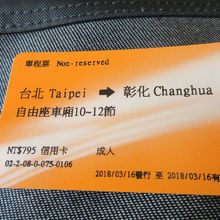 單程票 Non-reserved
台北 Taipei ➡ 彰化 Changhua
自由座車廂10~12節
NT$795 信用卡 成人
02-2-08-0-075-0106
2018/03/16發行 至 2018/03/16有